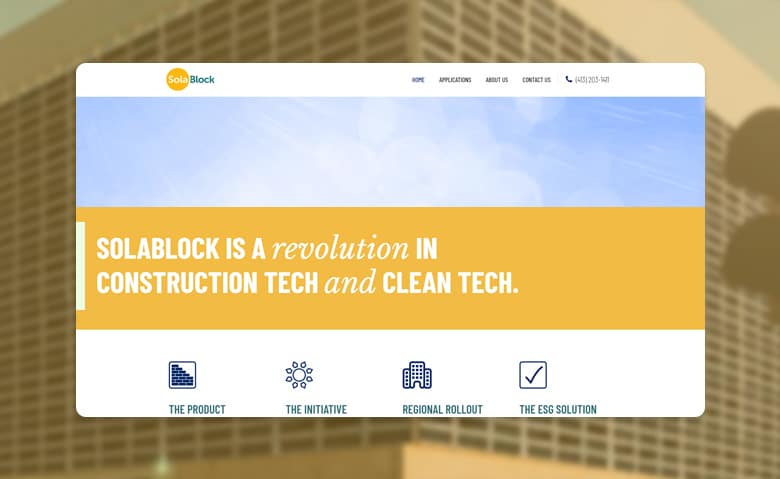 SolaBlock
HOME APPLICATIONS ABOUT US CONTACT US (413) 203-1411
SOLABLOCK IS A revolution IN
CONSTRUCTION TECH and CLEAN TECH.
THE PRODUCT THE INITIATIVE REGIONAL ROLLOUT THE ESG SOLUTION